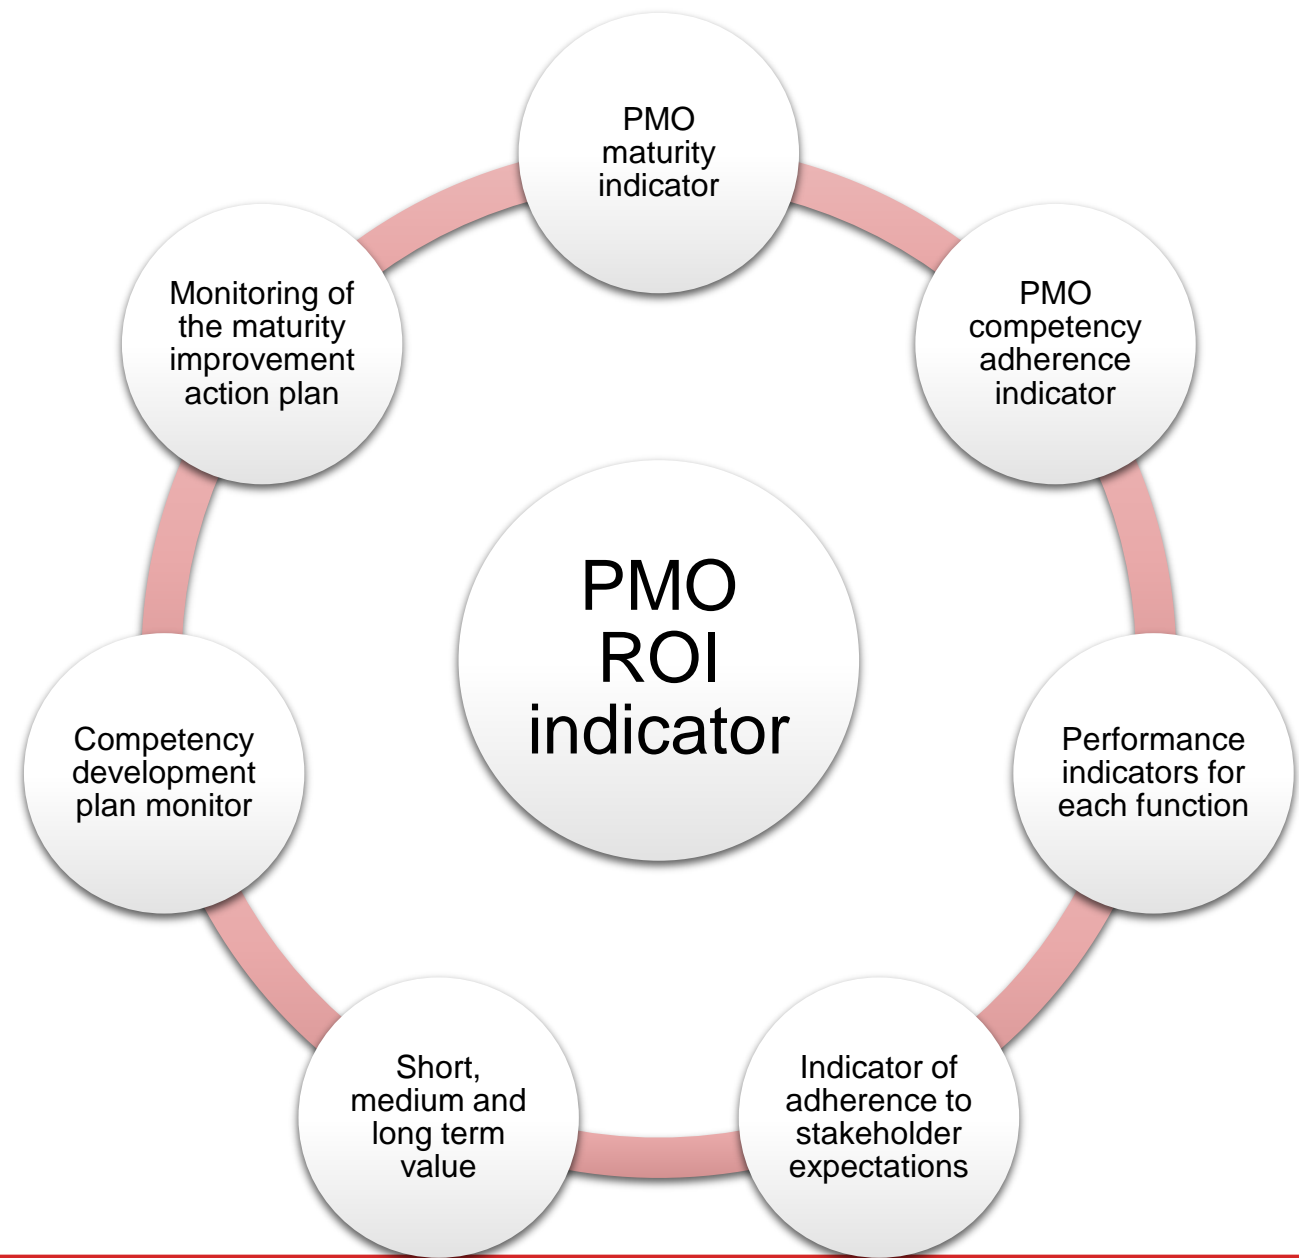 PMO
maturity
indicator
PMO
competency
adherence
indicator
Performance
indicators for
each function
Indicator of
adherence to
stakeholder
expectations
Short,
medium and
long term
value
Competency
development
plan monitor
Monitoring of
the maturity
improvement
action plan
PMO
ROI
indicator